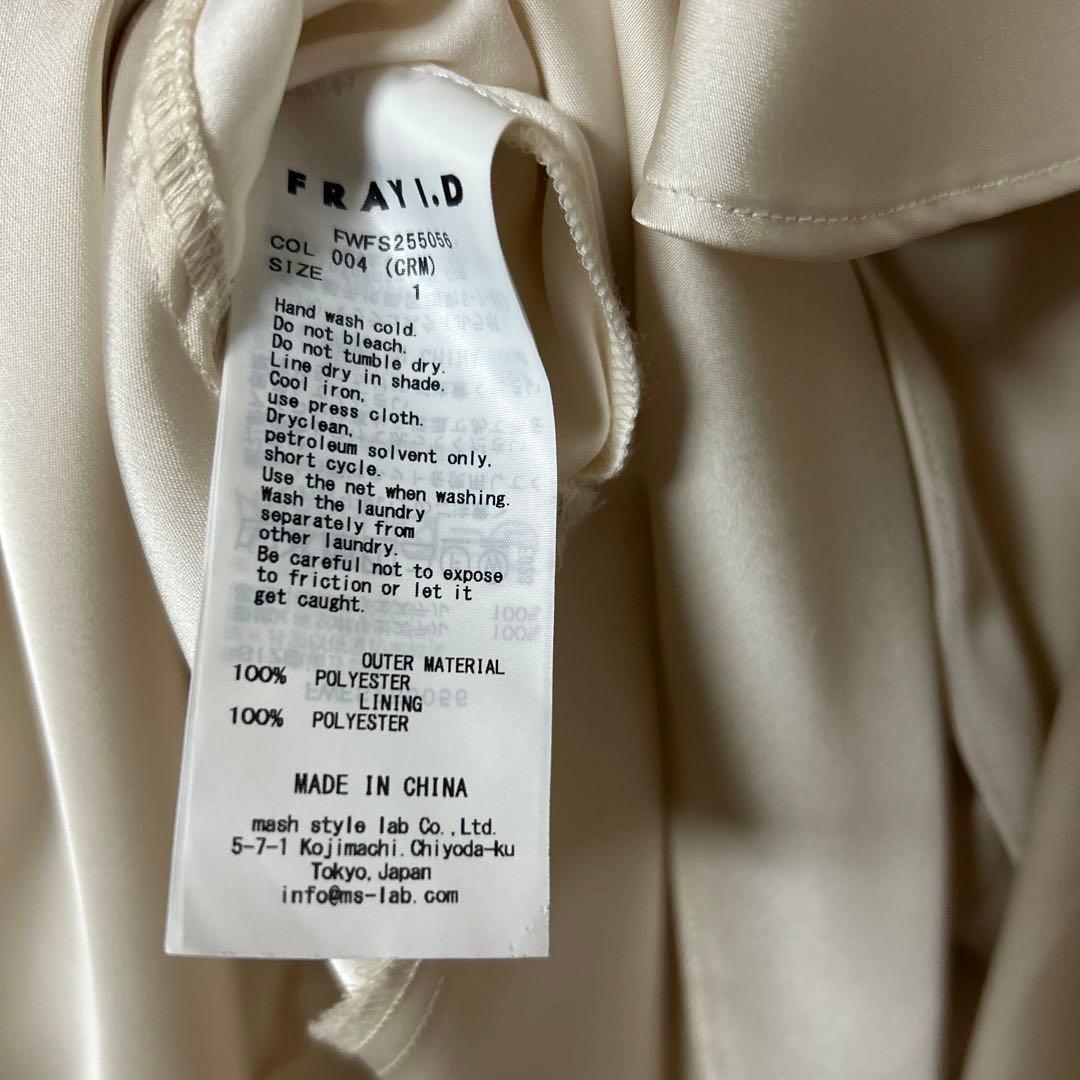 FRAY I.D
FWFS255056
COL 004 (CRM)
SIZE 1
Hand wash cold.
Do not bleach.
Do not tumble dry.
Line dry in shade.
Cool iron,
use press cloth.
Dryclean,
petroleum solvent only,
short cycle.
Use the net when washing.
Wash the laundry
separately from
other laundry.
Be careful not to expose
to friction or let it
get caught.
OUTER MATERIAL
100% POLYESTER
LINING
100% POLYESTER
MADE IN CHINA
mash style lab Co.,Ltd.
5-7-1 Kojimachi.Chiyoda-ku
Tokyo, Japan
info@ms-lab.com